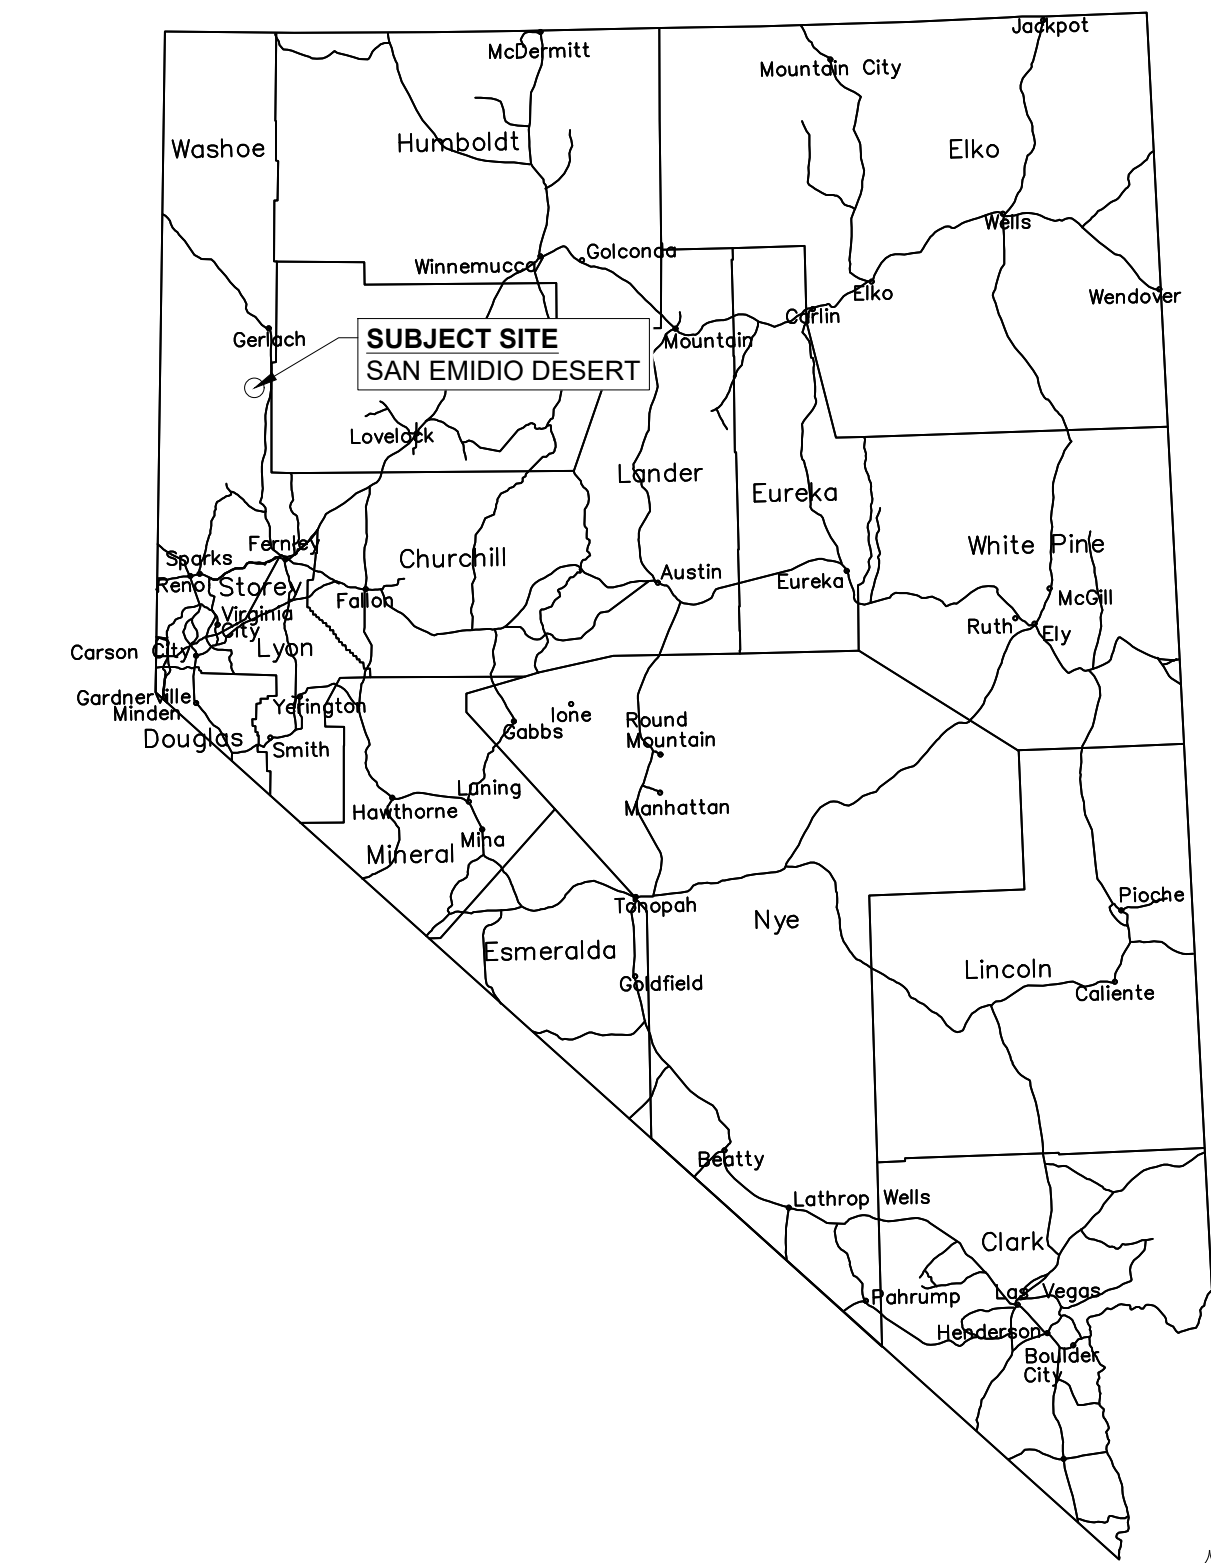 Jackpot
McDermitt
Mountain City
Washoe
Humboldt
Elko
Wells
Golconda
Winnemucca
Elko
Wendover
Carlin
Gerlach
Mountain
SUBJECT SITE
SAN EMIDIO DESERT
Lovelock
Lander
Eureka
Fernley
White Pine
Sparks
Churchill
Reno
Storey
Austin
Eureka
Fallon
McGill
Virginia
City
Ruth
Ely
Carson City
Lyon
Gardnerville
Minden
Yerington
Ione
Gabbs
Round
Mountain
Douglas
Smith
Luning
Hawthorne
Manhattan
Mina
Mineral
Pioche
Tonopah
Nye
Esmeralda
Lincoln
Goldfield
Caliente
Beatty
Lathrop Wells
Clark
Las Vegas
Pahrump
Henderson
Boulder
City